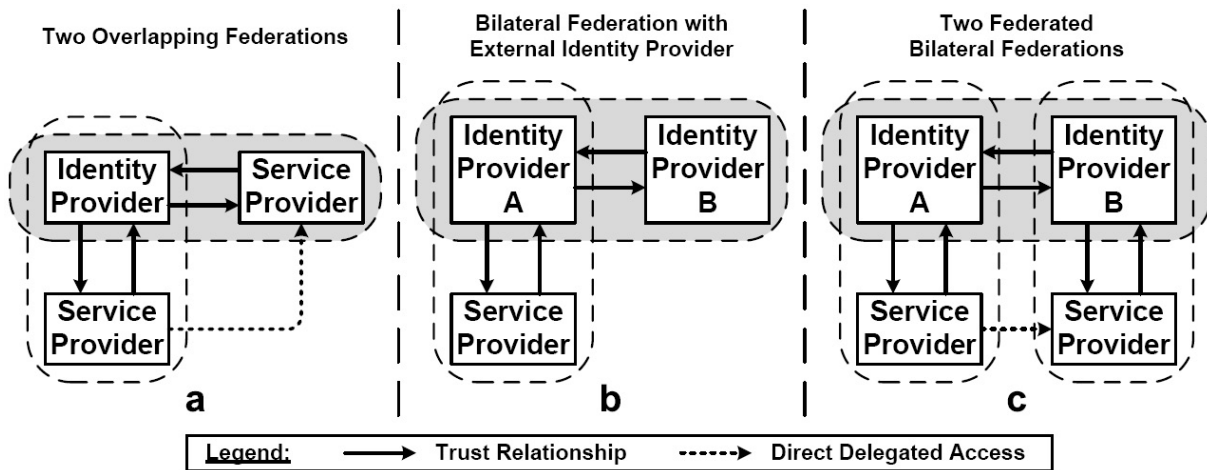 Two Overlapping Federations
Identity
Provider
Service
Provider
Service
Provider
a
Bilateral Federation with
External Identity Provider
Identity
Provider
A
Identity
Provider
B
Service
Provider
b
Two Federated
Bilateral Federations
Identity
Provider
A
Identity
Provider
B
Service
Provider
Service
Provider
c
Legend: Trust Relationship Direct Delegated Access